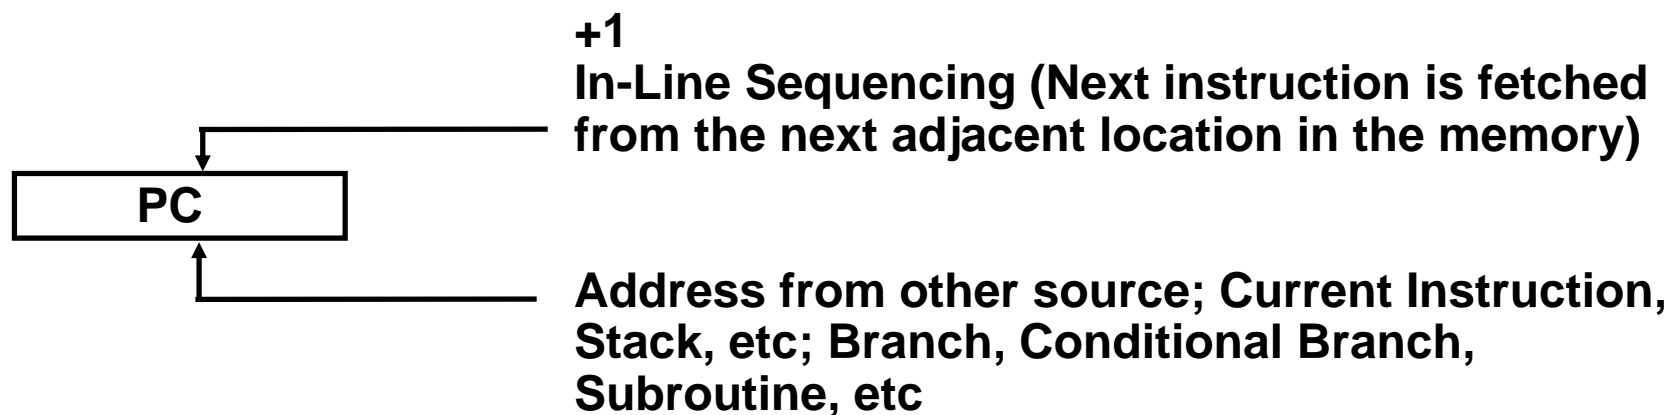 +1
In-Line Sequencing (Next instruction is fetched
from the next adjacent location in the memory)
PC
Address from other source; Current Instruction,
Stack, etc; Branch, Conditional Branch,
Subroutine, etc